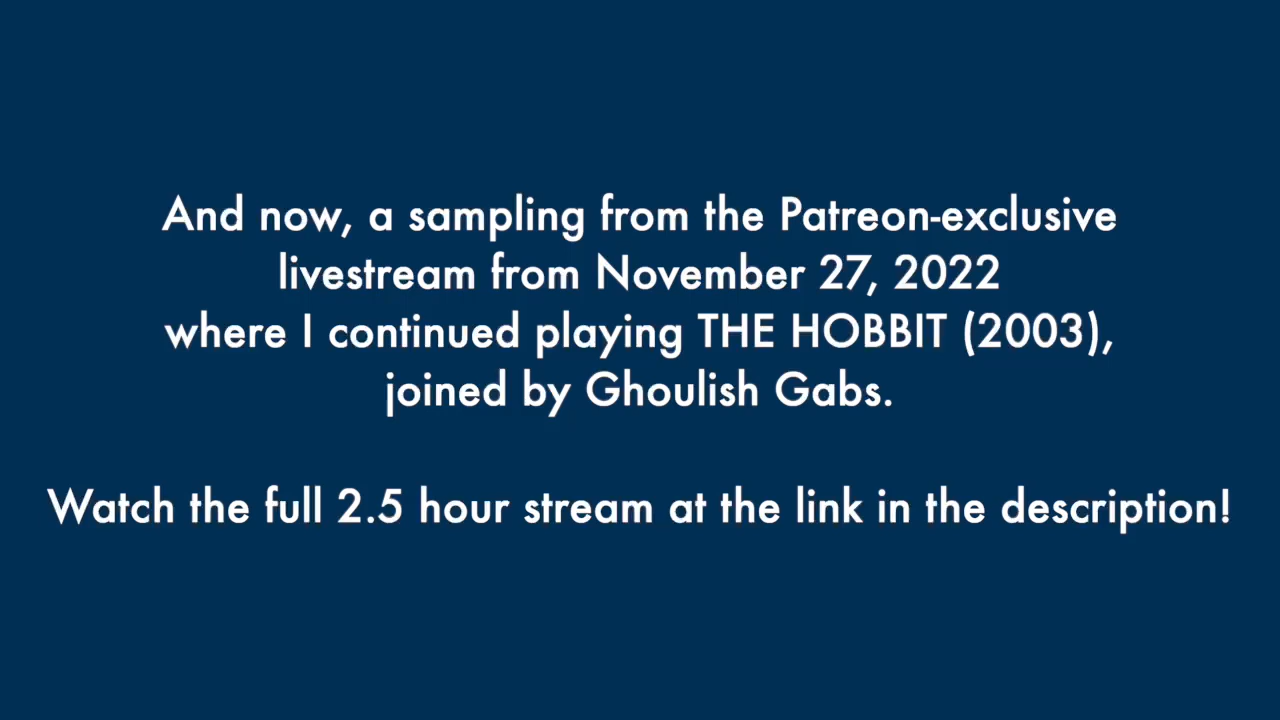 And now, a sampling from the Patreon-exclusive
livestream from November 27, 2022
where I continued playing THE HOBBIT (2003),
joined by Ghoulish Gabs.
Watch the full 2.5 hour stream at the link in the description!